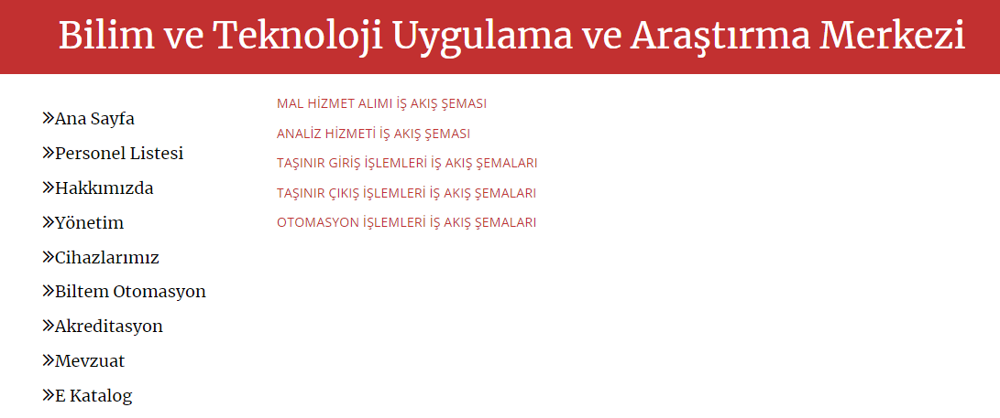 Bilim ve Teknoloji Uygulama ve Araştırma Merkezi
Ana Sayfa
Personel Listesi
Hakkımızda
Yönetim
Cihazlarımız
Biltem Otomasyon
Akreditasyon
Mevzuat
E Katalog
MAL HİZMET ALIMI İŞ AKIŞ ŞEMASI
ANALİZ HİZMETİ İŞ AKIŞ ŞEMASI
TAŞINIR GİRİŞ İŞLEMLERİ İŞ AKIŞ ŞEMALARI
TAŞINIR ÇIKIŞ İŞLEMLERİ İŞ AKIŞ ŞEMALARI
OTOMASYON İŞLEMLERİ İŞ AKIŞ ŞEMALARI